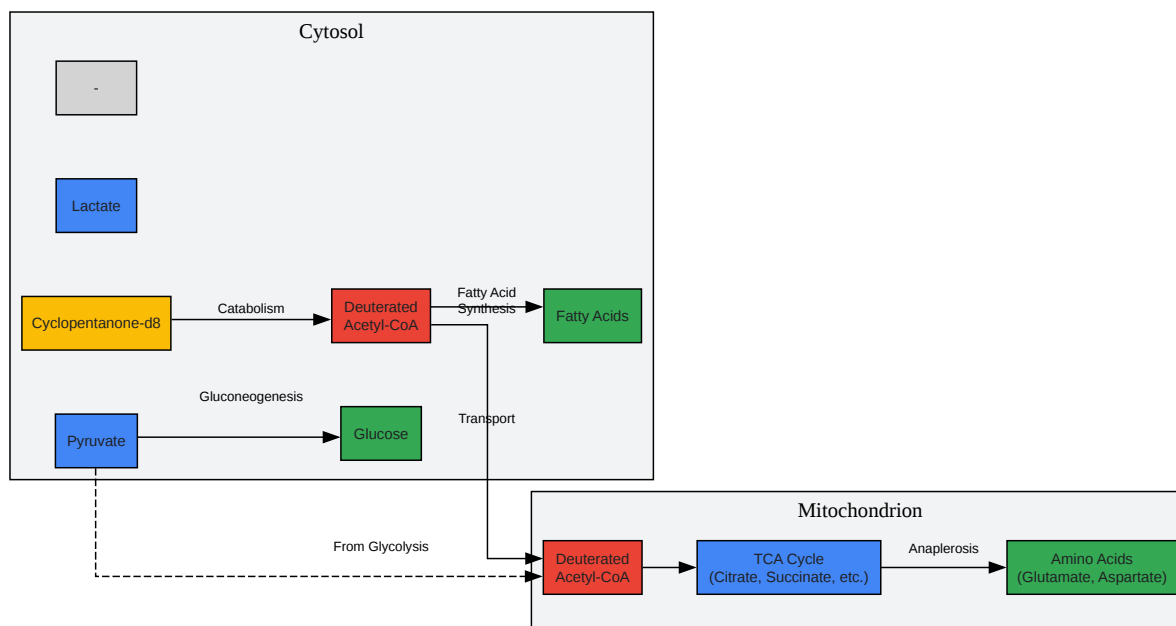 Cytosol
-
Lactate
Cyclopentanone-d8
Catabolism
Deuterated
Acetyl-CoA
Fatty Acid
Synthesis
Fatty Acids
Pyruvate
Gluconeogenesis
Glucose
Transport
From Glycolysis
Mitochondrion
Deuterated
Acetyl-CoA
TCA Cycle
(Citrate, Succinate, etc.)
Anaplerosis
Amino Acids
(Glutamate, Aspartate)